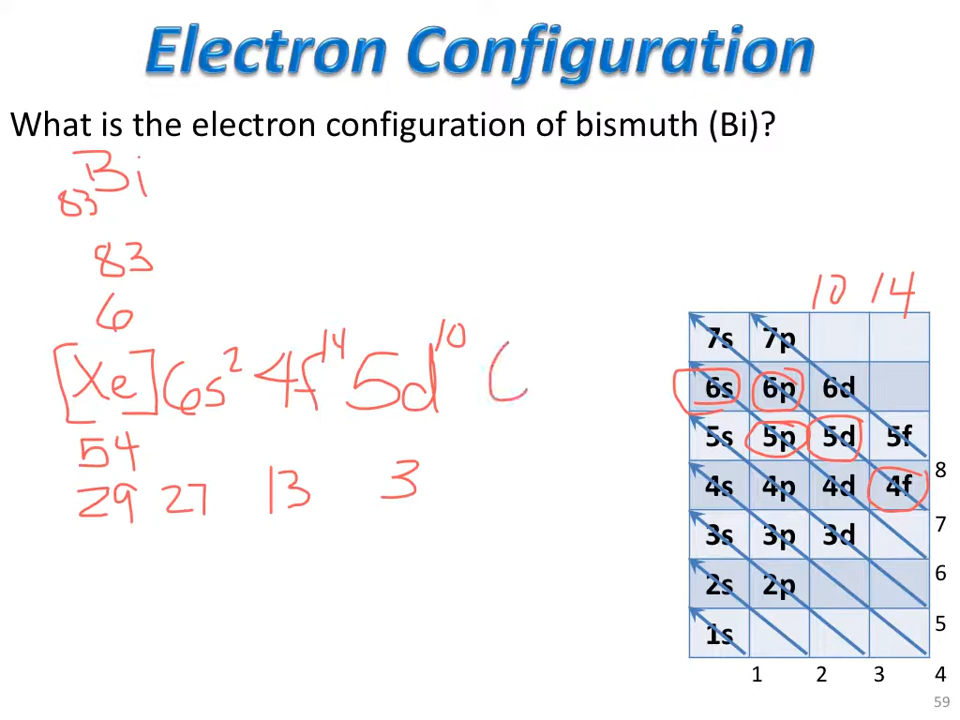 Electron Configuration
What is the electron configuration of bismuth (Bi)?
Bi
83
83
6
[Xe]6s² 4f¹⁴ 5d¹⁰ (
54
29 27 13 3
10 14
7s 7p
6s 6p 6d
5s 5p 5d 5f
8
4s 4p 4d 4f
7
3s 3p 3d
6
2s 2p
5
1s
1 2 3 4
59